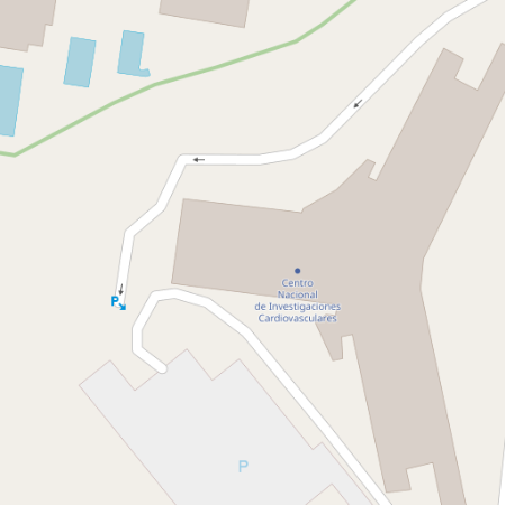 P
Centro
Nacional
de Investigaciones
Cardiovasculares
P